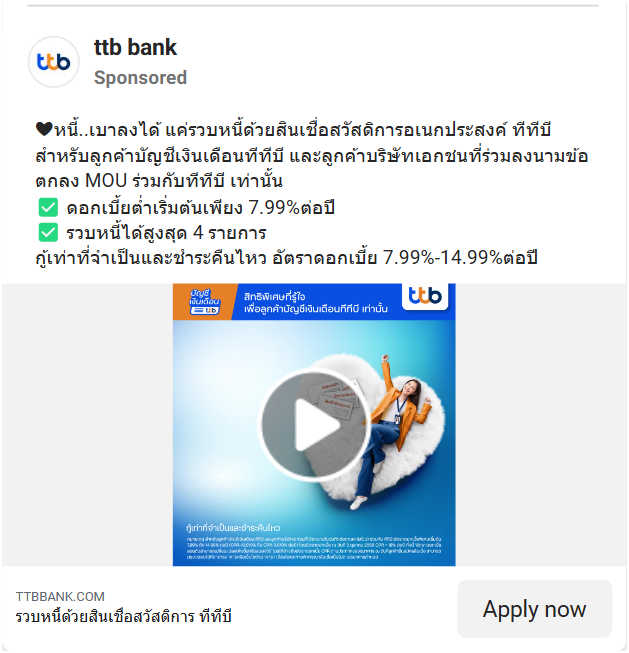 ttb
ttb bank
Sponsored
🖤หนี้..เบาลงได้ แค่รวบหนี้ด้วยสินเชื่อสวัสดิการอเนกประสงค์ ทีทีบี
สำหรับลูกค้าบัญชีเงินเดือนทีทีบี และลูกค้าบริษัทเอกชนที่ร่วมลงนามข้อ
ตกลง MOU ร่วมกับทีทีบี เท่านั้น
✅ ดอกเบี้ยต่ำเริ่มต้นเพียง 7.99%ต่อปี
✅ รวบหนี้ได้สูงสุด 4 รายการ
กู้เท่าที่จำเป็นและชำระคืนไหว อัตราดอกเบี้ย 7.99%-14.99%ต่อปี
บัญชี
เงินเดือน
ttb
สิทธิพิเศษที่รู้ใจ
เพื่อลูกค้าบัญชีเงินเดือนทีทีบี เท่านั้น
ttb
กู้เท่าที่จำเป็นและชำระคืนไหว
TTBBANK.COM
รวบหนี้ด้วยสินเชื่อสวัสดิการ ทีทีบี
Apply now